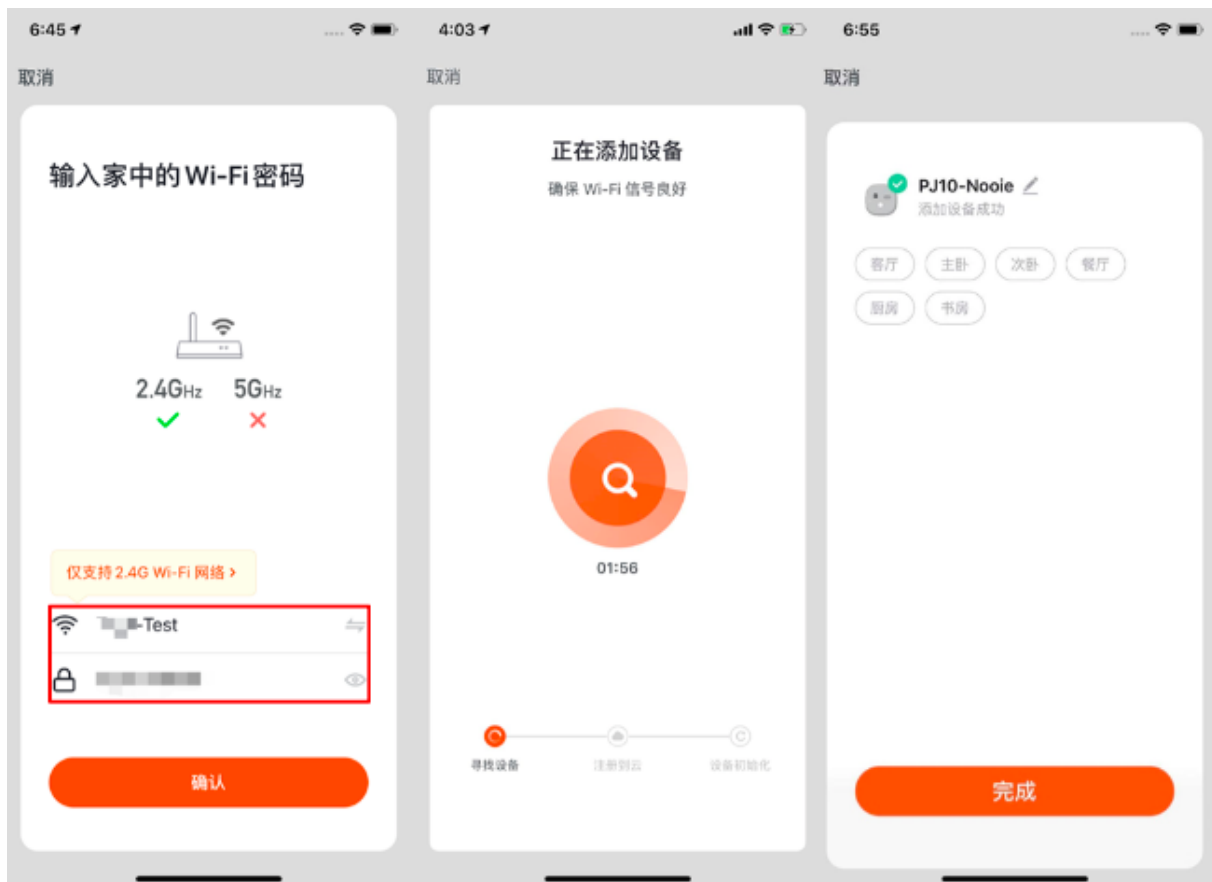 6:45
取消
输入家中的 Wi-Fi 密码
2.4GHz 5GHz
仅支持 2.4G Wi-Fi 网络 >
-Test
确认
4:03
取消
正在添加设备
确保 Wi-Fi 信号良好
01:56
寻找设备 注册到云 设备初始化
6:55
取消
PJ10-Nooie
添加设备成功
客厅 主卧 次卧 餐厅
厨房 书房
完成